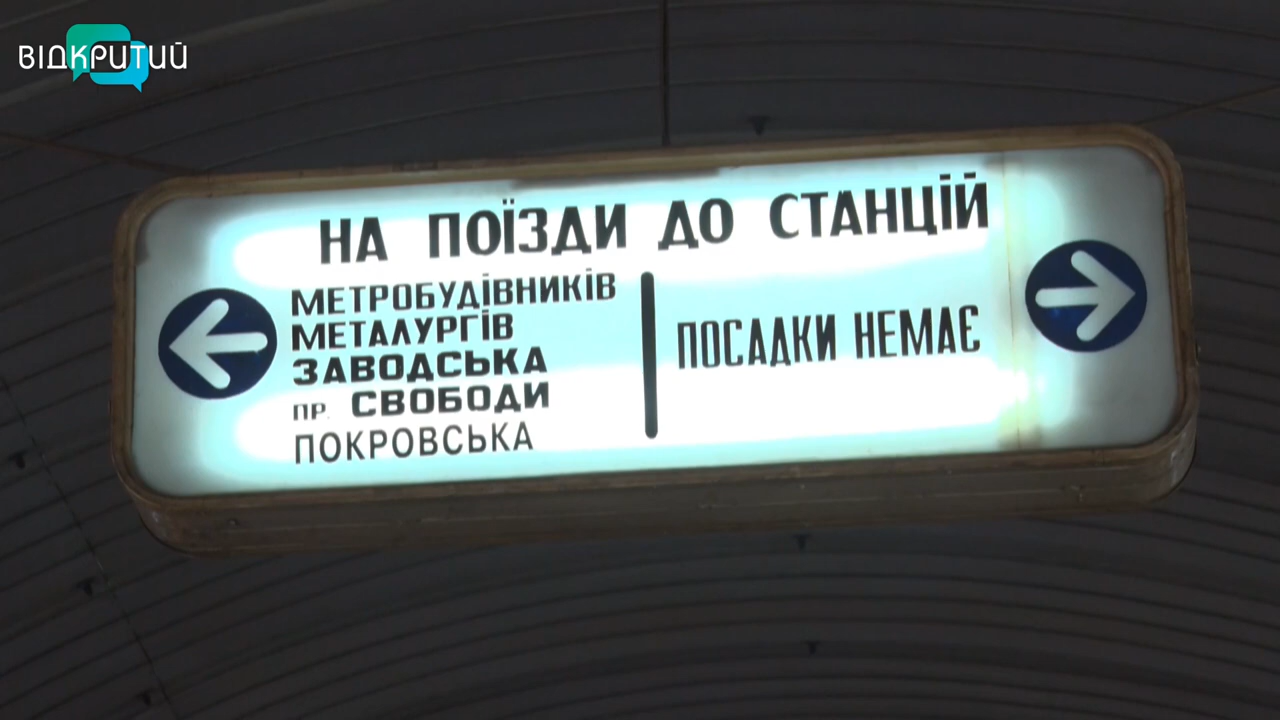 ВІДКРИТИЙ
НА ПОЇЗДИ ДО СТАНЦІЙ
МЕТРОБУДІВНИКІВ
МЕТАЛУРГІВ
ЗАВОДСЬКА
ПР. СВОБОДИ
ПОКРОВСЬКА
ПОСАДКИ НЕМАЄ